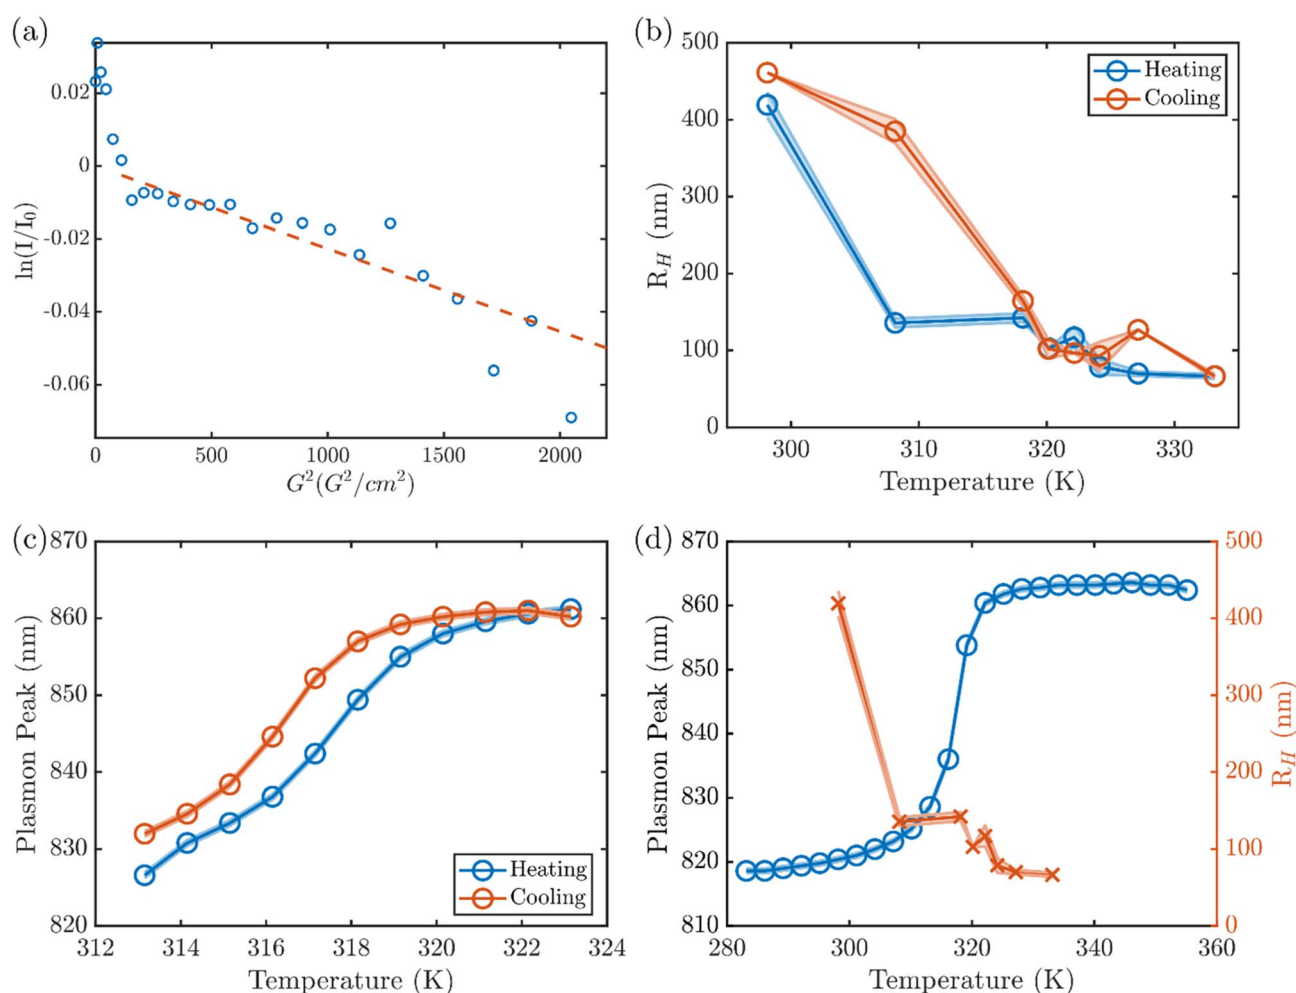 (a)
0.02
0
-0.02
-0.04
-0.06
ln(I/I₀)
0 500 1000 1500 2000
G²(G²/cm²)
(b)
500
400
300
200
100
0
R_H (nm)
Heating
Cooling
300 310 320 330
Temperature (K)
(c)
870
860
850
840
830
820
Plasmon Peak (nm)
Heating
Cooling
312 314 316 318 320 322 324
Temperature (K)
(d)
870
860
850
840
830
820
810
Plasmon Peak (nm)
500
400
300
200
100
0
R_H (nm)
280 300 320 340 360
Temperature (K)